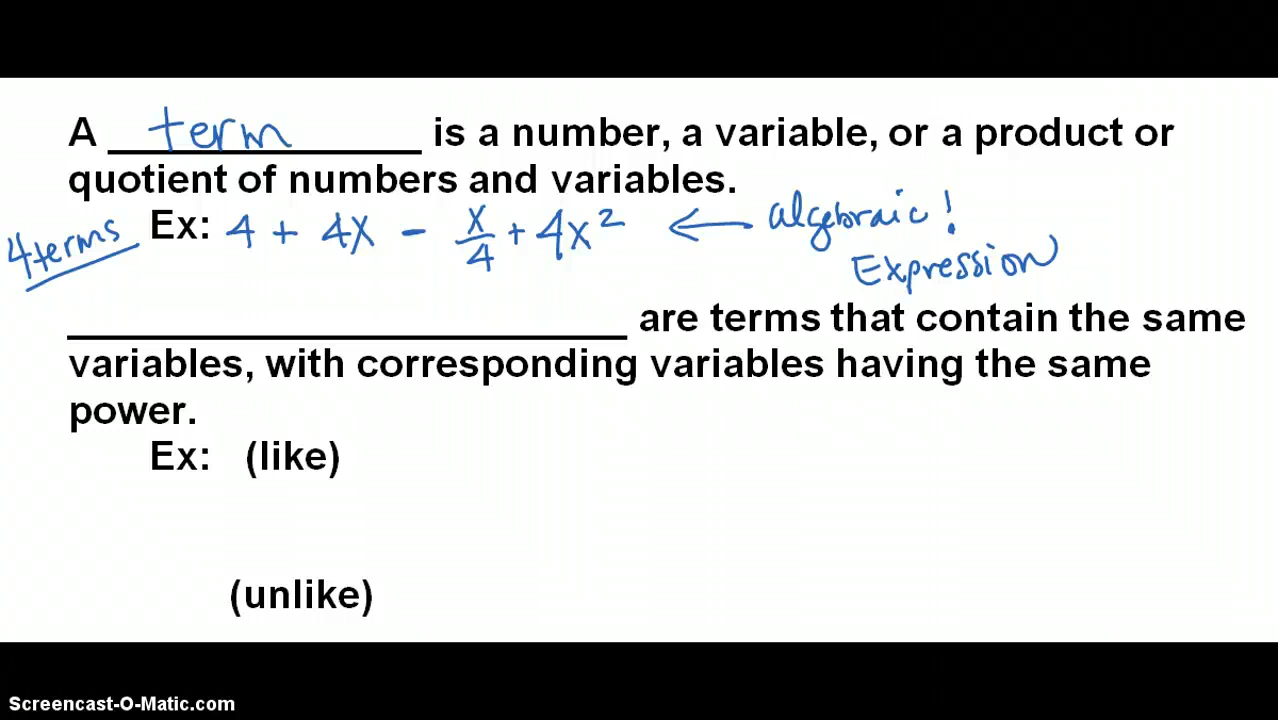 A term is a number, a variable, or a product or
quotient of numbers and variables.
4 terms Ex: 4 + 4x - x/4 + 4x² ← algebraic!
Expression
are terms that contain the same
variables, with corresponding variables having the same
power.
Ex: (like)
(unlike)
Screencast-O-Matic.com